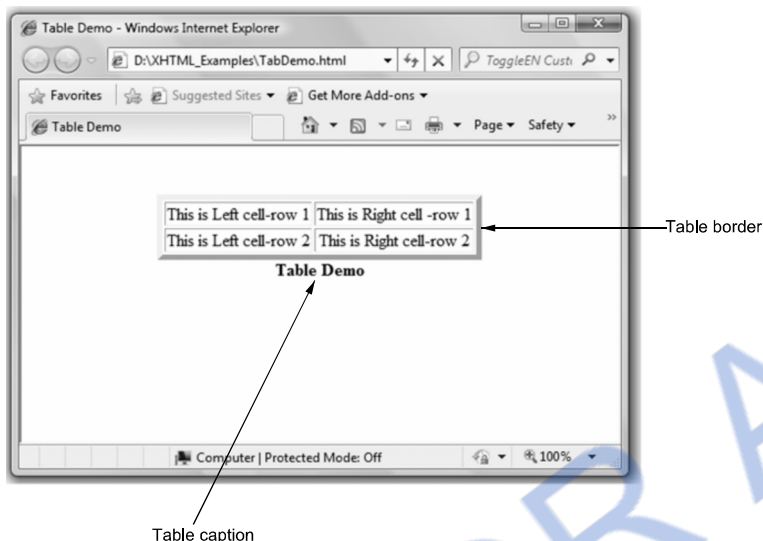 Table Demo - Windows Internet Explorer
D:\XHTML_Examples\TabDemo.html
ToggleEN Custo
Favorites
Suggested Sites
Get More Add-ons
Table Demo
Page
Safety
»
This is Left cell-row 1
This is Right cell -row 1
This is Left cell-row 2
This is Right cell-row 2
Table Demo
Table border
Computer | Protected Mode: Off
100%
Table caption
R A